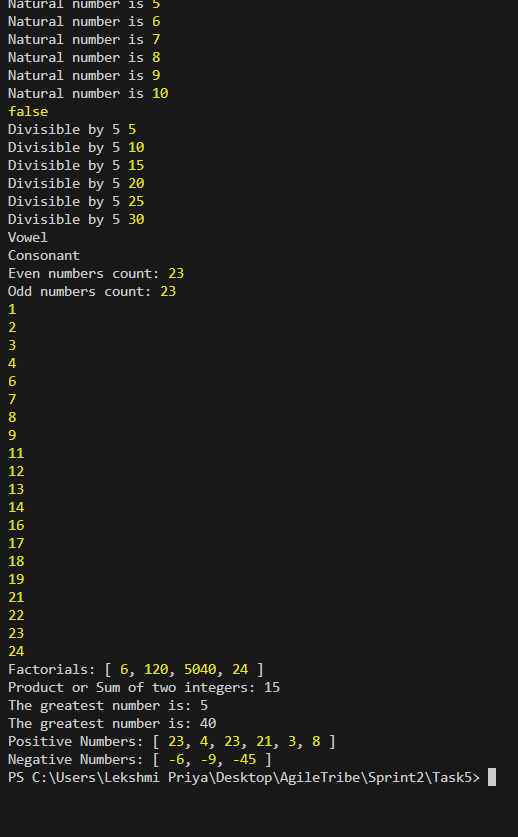 Natural number is 5
Natural number is 6
Natural number is 7
Natural number is 8
Natural number is 9
Natural number is 10
false
Divisible by 5 5
Divisible by 5 10
Divisible by 5 15
Divisible by 5 20
Divisible by 5 25
Divisible by 5 30
Vowel
Consonant
Even numbers count: 23
Odd numbers count: 23
1
2
3
4
6
7
8
9
11
12
13
14
16
17
18
19
21
22
23
24
Factorials: [ 6, 120, 5040, 24 ]
Product or Sum of two integers: 15
The greatest number is: 5
The greatest number is: 40
Positive Numbers: [ 23, 4, 23, 21, 3, 8 ]
Negative Numbers: [ -6, -9, -45 ]
PS C:\Users\Lekshmi Priya\Desktop\AgileTribe\Sprint2\Task5>